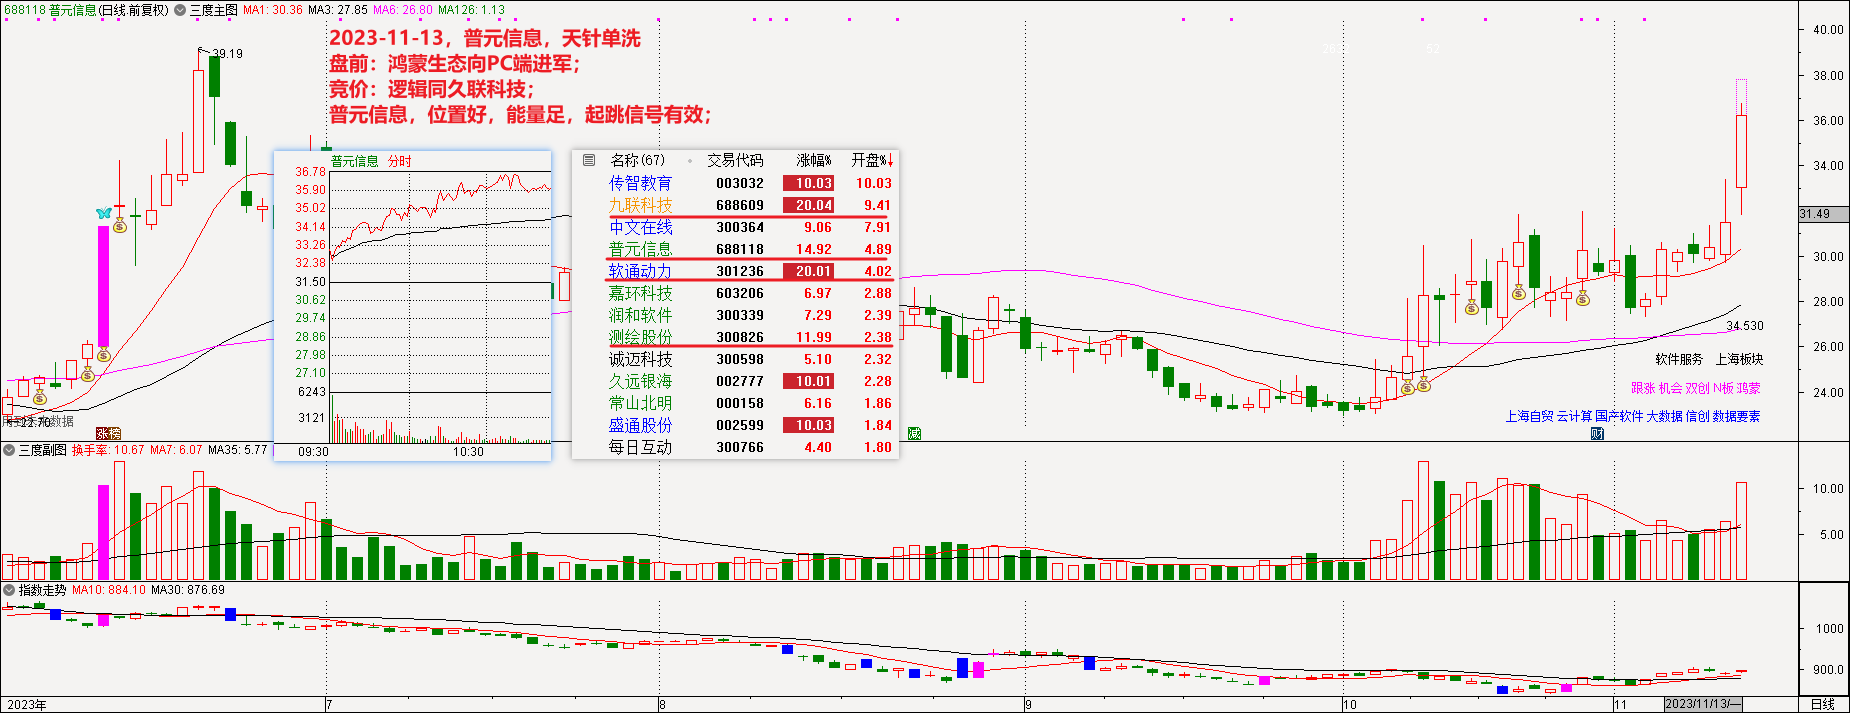 688118 普元信息(日线.前复权) 三度主图 MA1: 30.36 MA3: 27.85 MA6: 26.80 MA126: 1.13
2023-11-13，普元信息，天针单洗
盘前：鸿蒙生态向PC端进军；
竞价：逻辑同久联科技；
普元信息，位置好，能量足，起跳信号有效；
39.19
40.00
38.00
36.00
34.00
31.49
30.00
28.00
26.00
24.00
普元信息 分时
36.78
35.90
35.02
34.14
33.26
32.38
31.50
30.62
29.74
28.86
27.98
27.10
6243
3121
09:30 10:30
名称(67) 交易代码 涨幅% 开盘%↓
传智教育 003032 10.03 10.03
九联科技 688609 20.04 9.41
中文在线 300364 9.06 7.91
普元信息 688118 14.92 4.89
软通动力 301236 20.01 4.02
嘉环科技 603206 6.97 2.88
润和软件 300339 7.29 2.39
测绘股份 300826 11.99 2.38
诚迈科技 300598 5.10 2.32
久远银海 002777 10.01 2.28
常山北明 000158 6.16 1.86
盛通股份 002599 10.03 1.84
每日互动 300766 4.40 1.80
34.530
软件服务 上海板块
跟涨 机会 双创 N板 鸿蒙
上海自贸 云计算 国产软件 大数据 信创 数据要素
涨榜
减
财
三度副图 换手率: 10.67 MA7: 6.07 MA35: 5.77
10.00
5.00
指数走势 MA10: 884.10 MA30: 876.69
1000
900.0
2023年 7 8 9 10 11 2023/11/13/一 日线